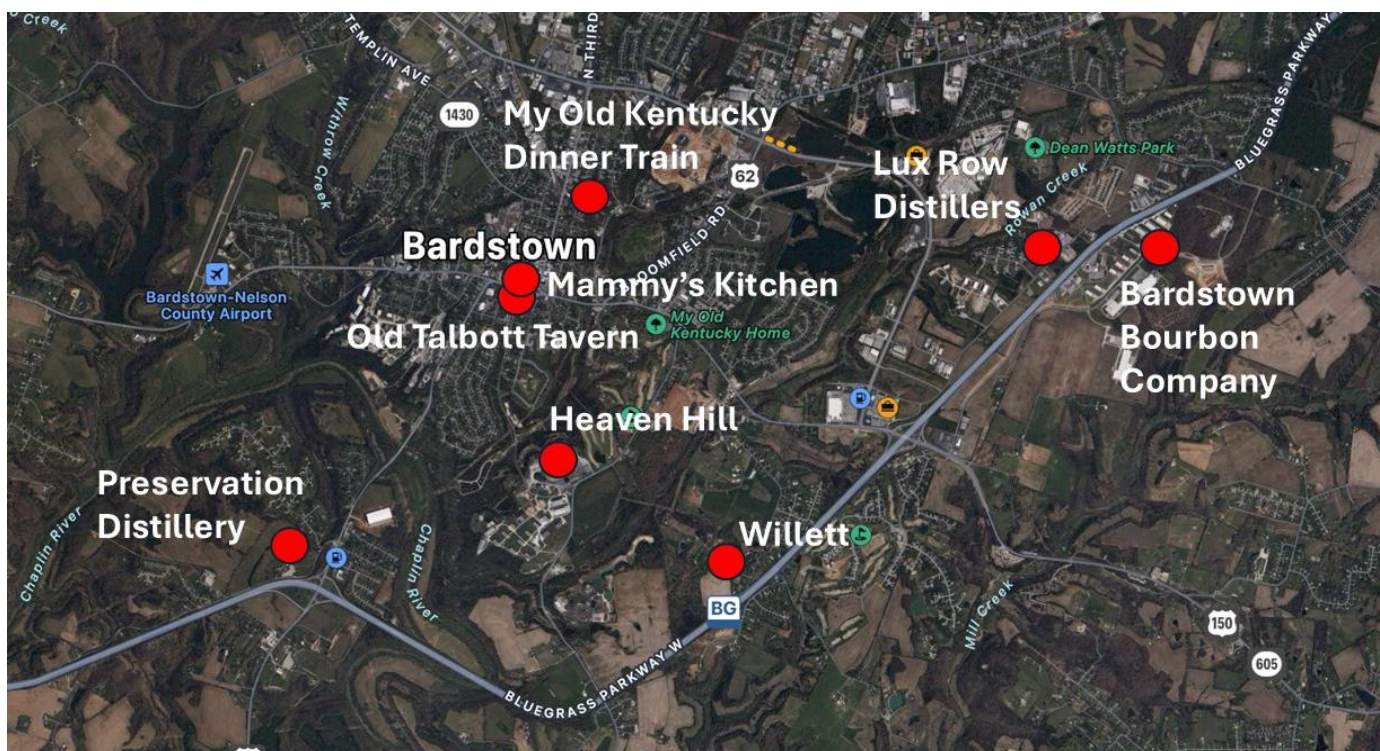 Creek
TEMPLIN AVE
N THIRD
1430
Withrow Creek
My Old Kentucky
Dinner Train
62
Lux Row
Distillers
Dean Watts Park
Rowan Creek
BLUEGRASS PARKWAY
Bardstown
OOMFIELD RD
Bardstown-Nelson
County Airport
Mammy's Kitchen
Old Talbott Tavern
My Old
Kentucky Home
Bardstown
Bourbon
Company
Heaven Hill
Preservation
Distillery
Chaplin River
Chaplin River
Willett
BG
BLUEGRASS PARKWAY W
Mill Creek
150
605